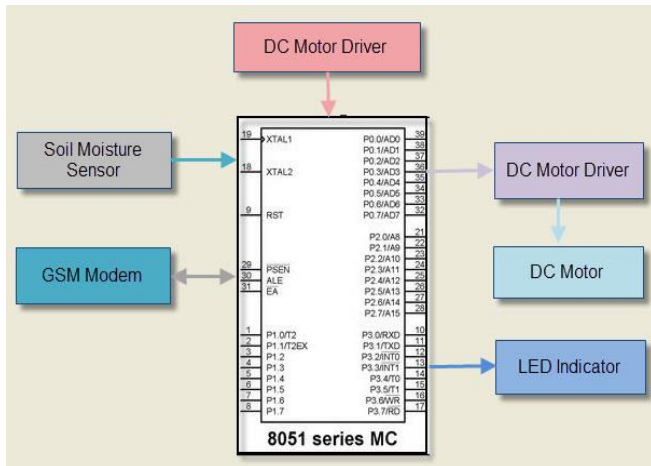 DC Motor Driver
Soil Moisture
Sensor
GSM Modem
19 XTAL1
18 XTAL2
9 RST
29 PSEN
30 ALE
31 EA
1 P1.0/T2
2 P1.1/T2EX
3 P1.2
4 P1.3
5 P1.4
6 P1.5
7 P1.6
8 P1.7
P0.0/AD0 39
P0.1/AD1 38
P0.2/AD2 37
P0.3/AD3 36
P0.4/AD4 35
P0.5/AD5 34
P0.6/AD6 33
P0.7/AD7 32
P2.0/A8 21
P2.1/A9 22
P2.2/A10 23
P2.3/A11 24
P2.4/A12 25
P2.5/A13 26
P2.6/A14 27
P2.7/A15 28
P3.0/RXD 10
P3.1/TXD 11
P3.2/INT0 12
P3.3/INT1 13
P3.4/T0 14
P3.5/T1 15
P3.6/WR 16
P3.7/RD 17
8051 series MC
DC Motor Driver
DC Motor
LED Indicator